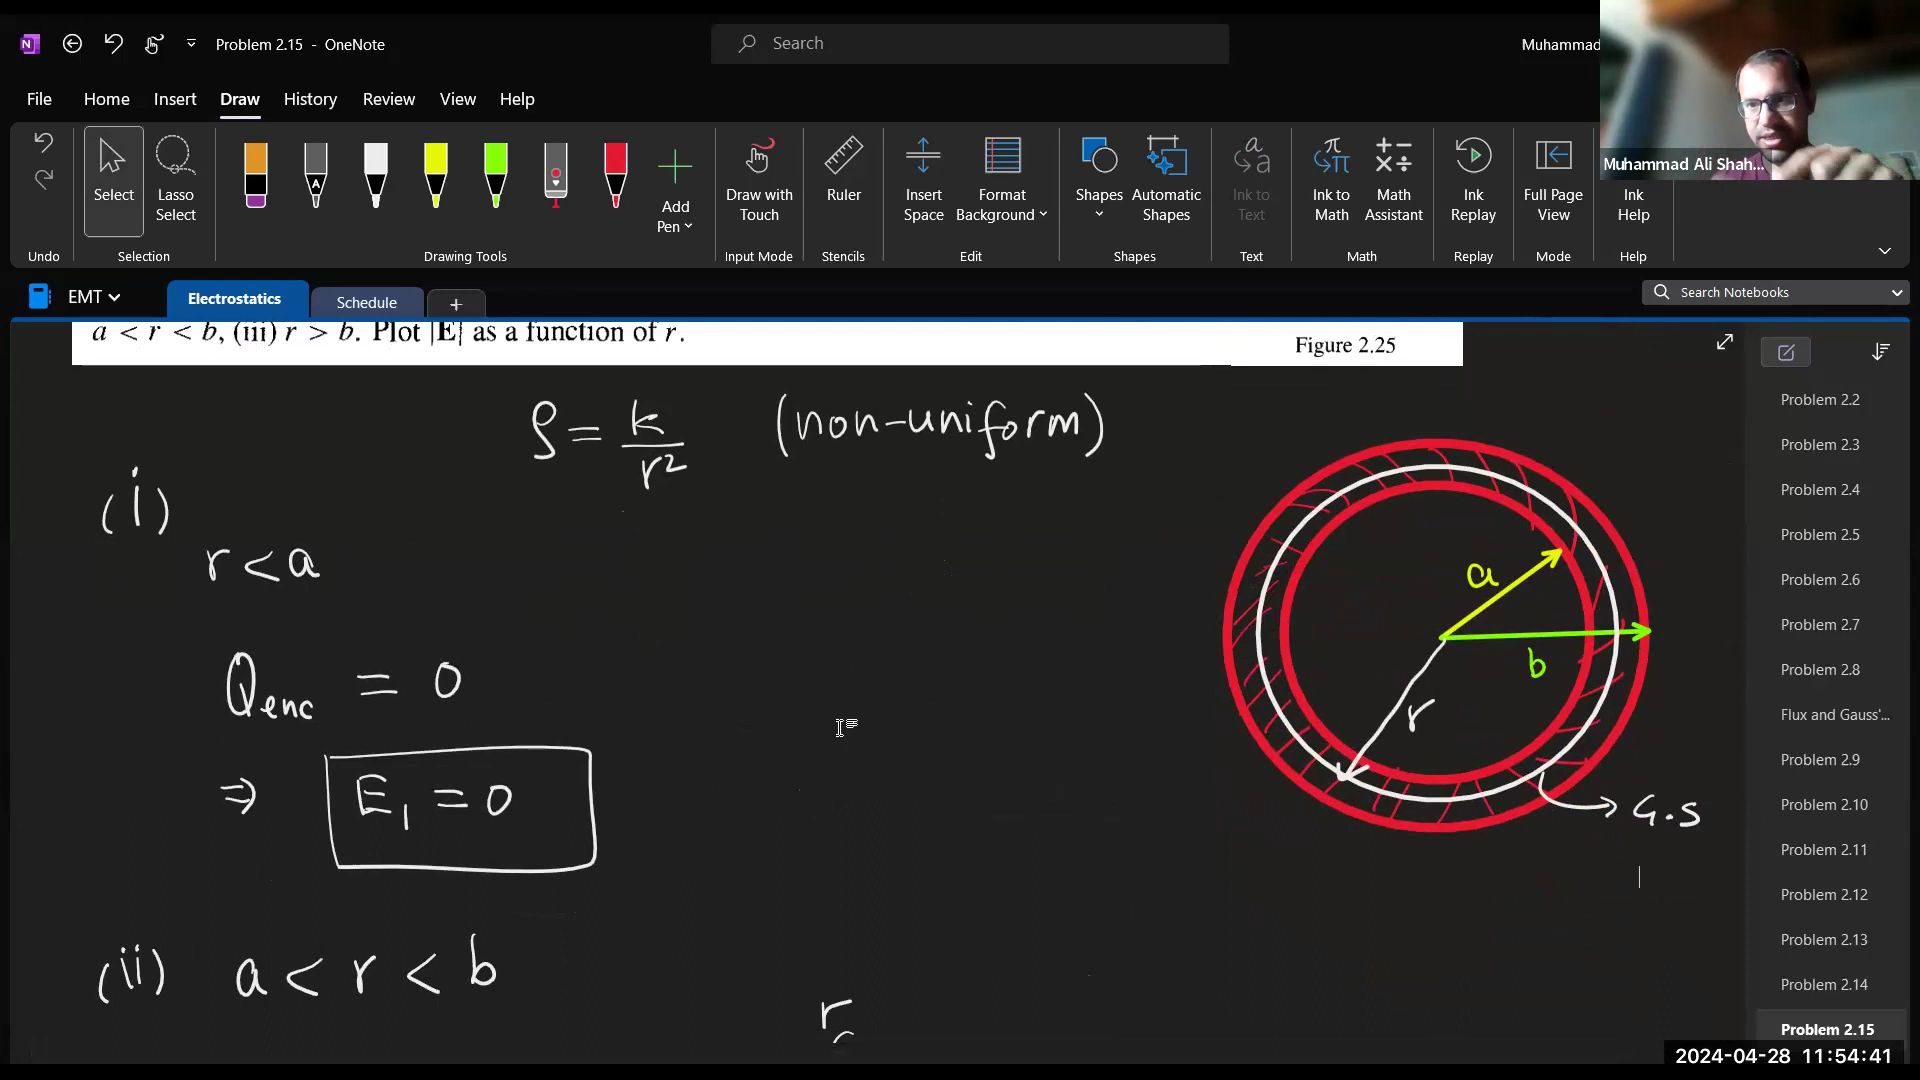 Problem 2.15 - OneNote
Search
Muhammad
File Home Insert Draw History Review View Help
Muhammad Ali Shah...
Select
Lasso Select
Add Pen
Draw with Touch
Ruler
Insert Space
Format Background
Shapes
Automatic Shapes
Ink to Text
Ink to Math
Math Assistant
Ink Replay
Full Page View
Ink Help
Undo Selection Drawing Tools Input Mode Stencils Edit Shapes Text Math Replay Mode Help
EMT
Electrostatics
Schedule
+
Search Notebooks
a < r < b, (iii) r > b. Plot |E| as a function of r.
Figure 2.25
ρ = k/r² (non-uniform)
(i)
r < a
Qenc = 0
⇒ E₁ = 0
a
b
r
G.S
(ii) a < r < b
r
Problem 2.2
Problem 2.3
Problem 2.4
Problem 2.5
Problem 2.6
Problem 2.7
Problem 2.8
Flux and Gauss'...
Problem 2.9
Problem 2.10
Problem 2.11
Problem 2.12
Problem 2.13
Problem 2.14
Problem 2.15
2024-04-28 11:54:41